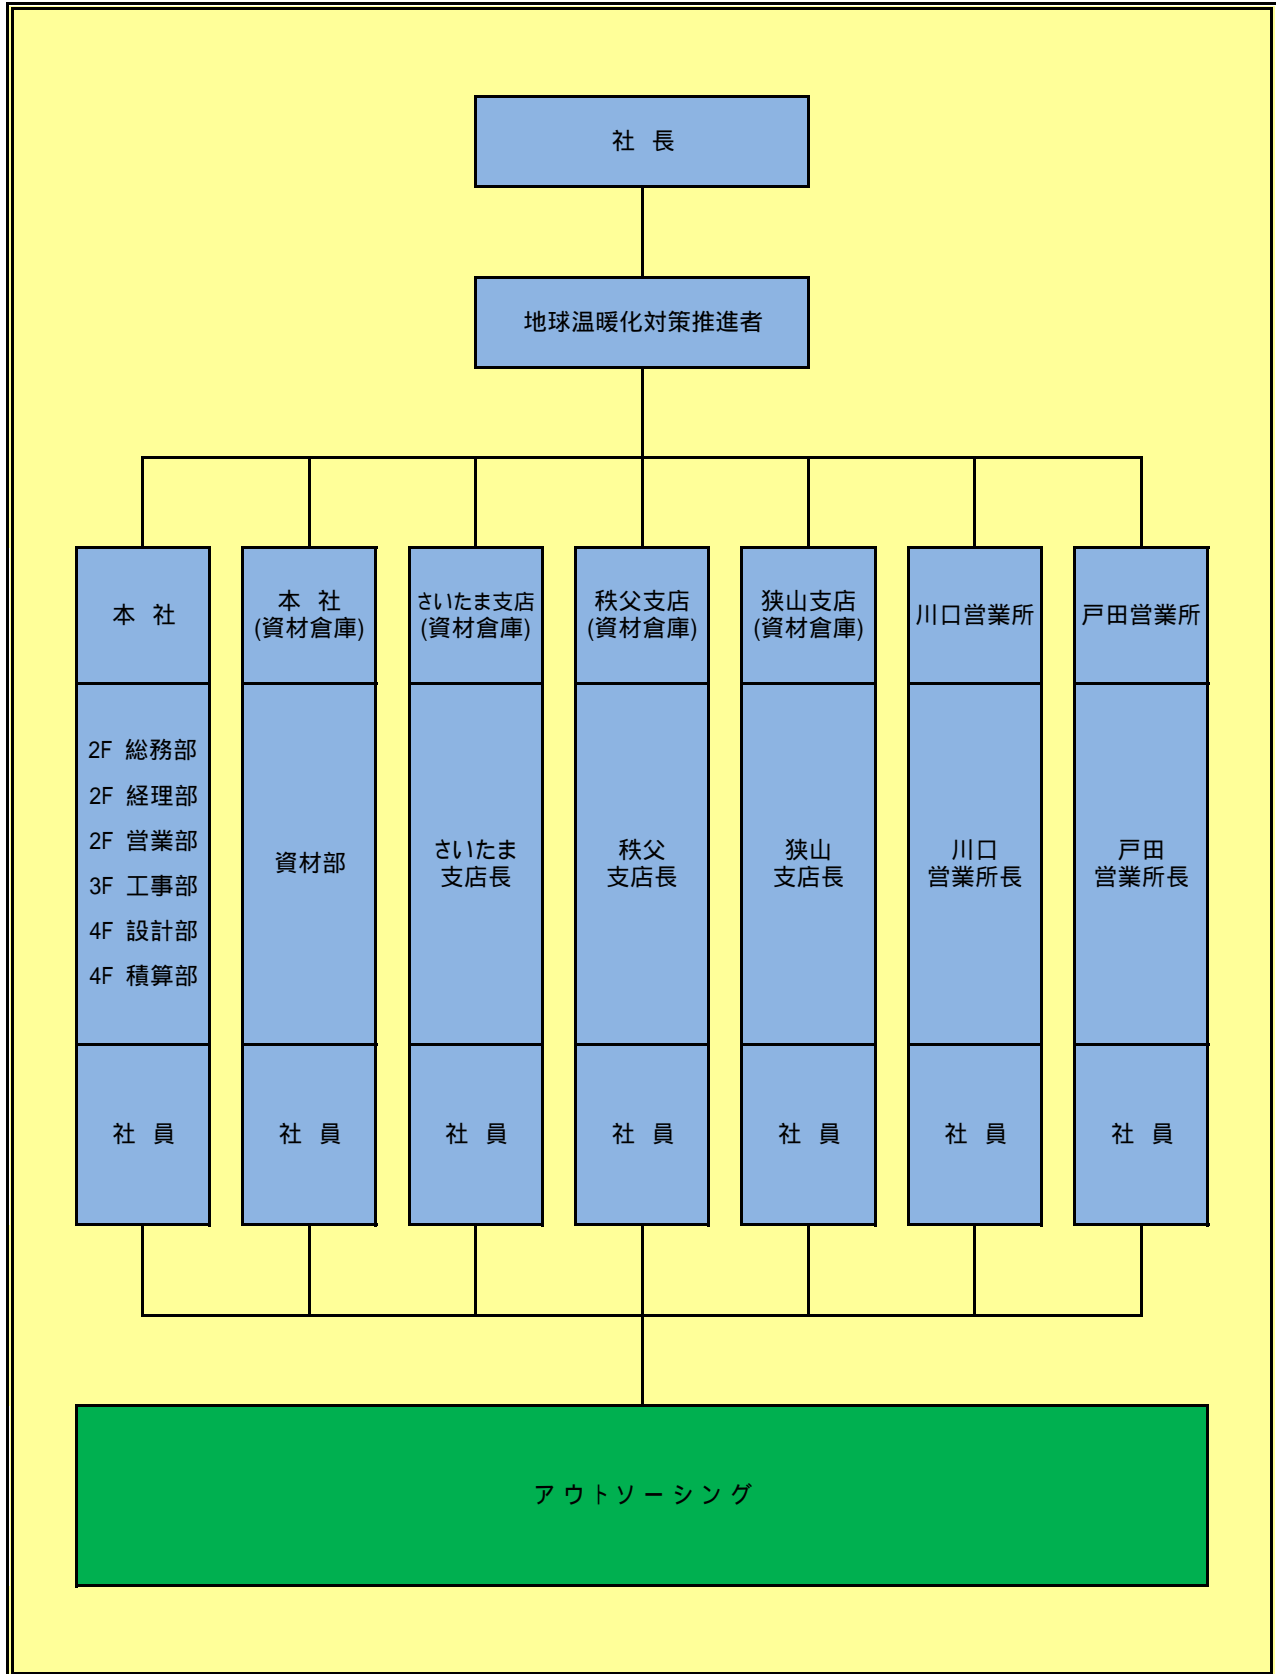 社 長
地球温暖化対策推進者
本 社
本 社
(資材倉庫)
さいたま支店
(資材倉庫)
秩父支店
(資材倉庫)
狭山支店
(資材倉庫)
川口営業所
戸田営業所
2F 総務部
2F 経理部
2F 営業部
3F 工事部
4F 設計部
4F 積算部
資材部
さいたま
支店長
秩父
支店長
狭山
支店長
川口
営業所長
戸田
営業所長
社 員
社 員
社 員
社 員
社 員
社 員
社 員
アウトソーシング